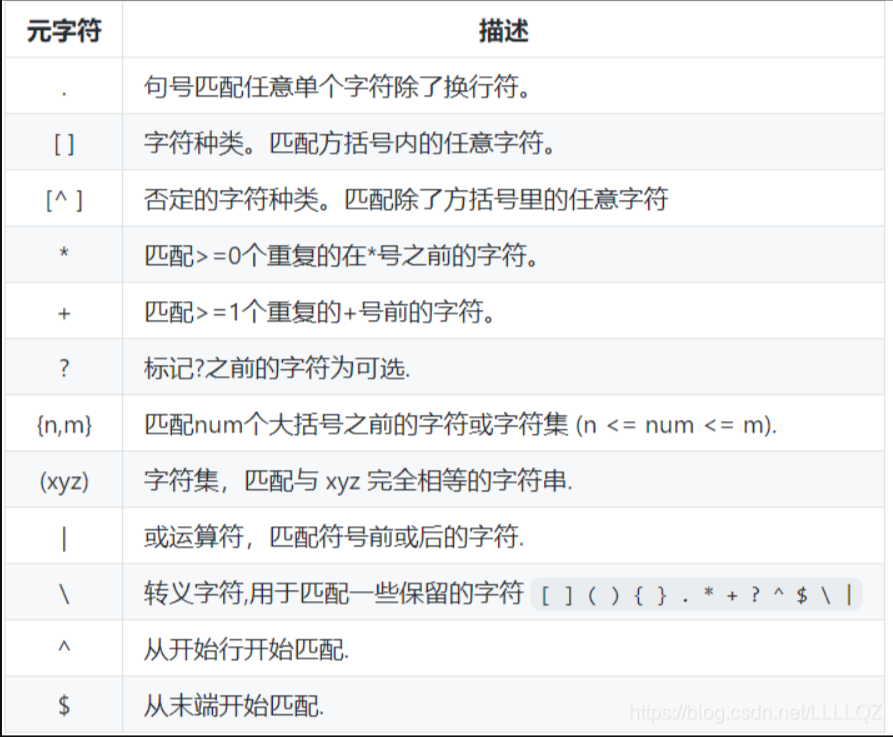 元字符 描述
. 句号匹配任意单个字符除了换行符。
[ ] 字符种类。匹配方括号内的任意字符。
[^ ] 否定的字符种类。匹配除了方括号里的任意字符
* 匹配>=0个重复的在*号之前的字符。
+ 匹配>=1个重复的+号前的字符。
? 标记?之前的字符为可选.
{n,m} 匹配num个大括号之前的字符或字符集 (n <= num <= m).
(xyz) 字符集，匹配与 xyz 完全相等的字符串.
| 或运算符，匹配符号前或后的字符.
\ 转义字符,用于匹配一些保留的字符 [ ] ( ) { } . * + ? ^ $ \ |
^ 从开始行开始匹配.
$ 从末端开始匹配.
https://blog.csdn.net/LLLLQZ